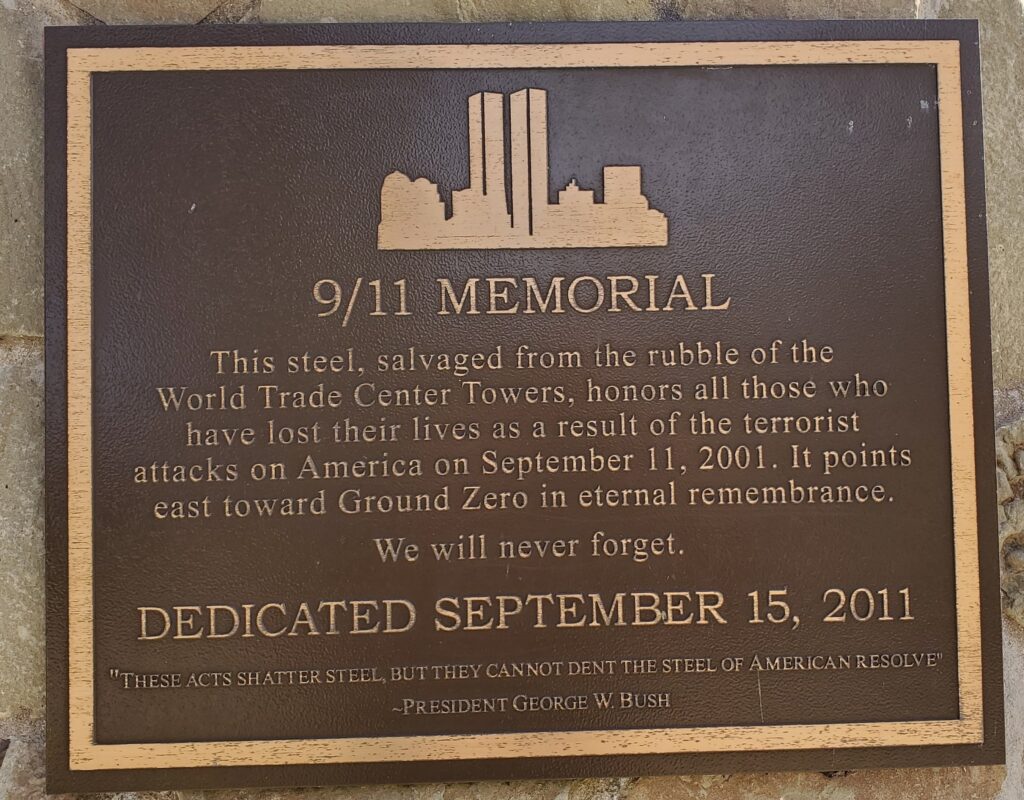 9/11 MEMORIAL
This steel, salvaged from the rubble of the
World Trade Center Towers, honors all those who
have lost their lives as a result of the terrorist
attacks on America on September 11, 2001. It points
east toward Ground Zero in eternal remembrance.
We will never forget.
DEDICATED SEPTEMBER 15, 2011
"THESE ACTS SHATTER STEEL, BUT THEY CANNOT DENT THE STEEL OF AMERICAN RESOLVE"
~PRESIDENT GEORGE W. BUSH